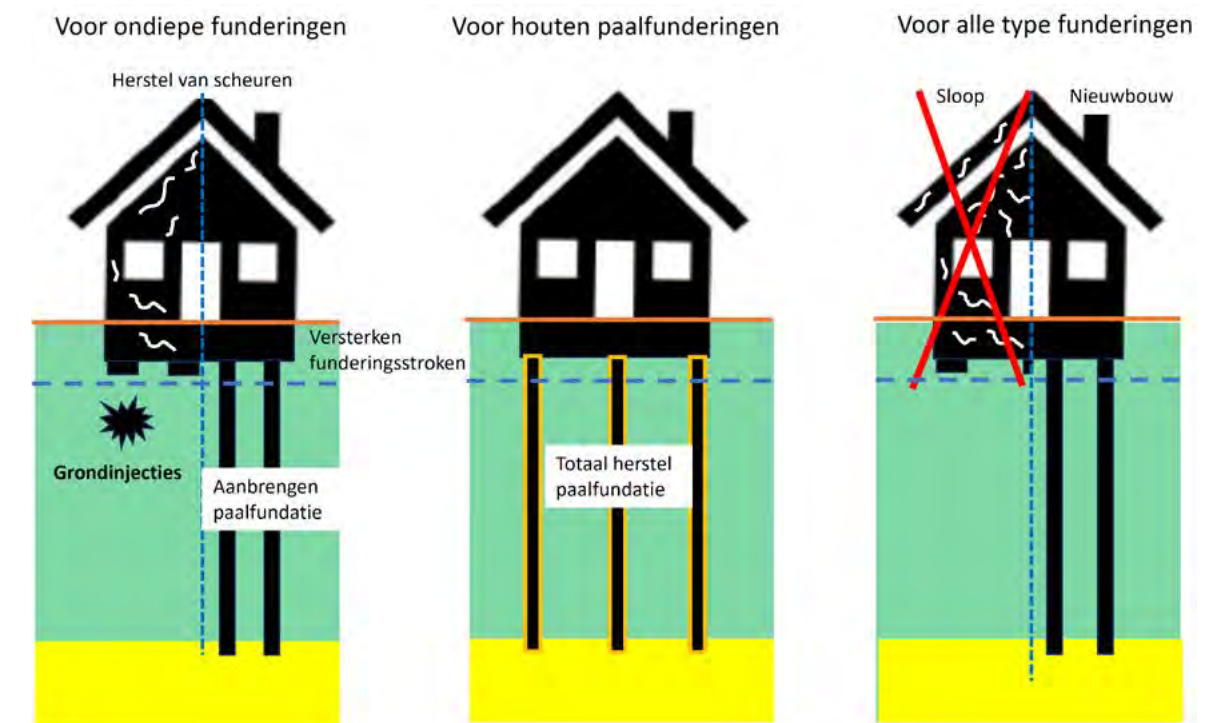 Voor ondiepe funderingen
Herstel van scheuren
Versterken
funderingsstroken
Grondinjecties
Aanbrengen
paalfundatie
Voor houten paalfunderingen
Totaal herstel
paalfundatie
Voor alle type funderingen
Sloop
Nieuwbouw